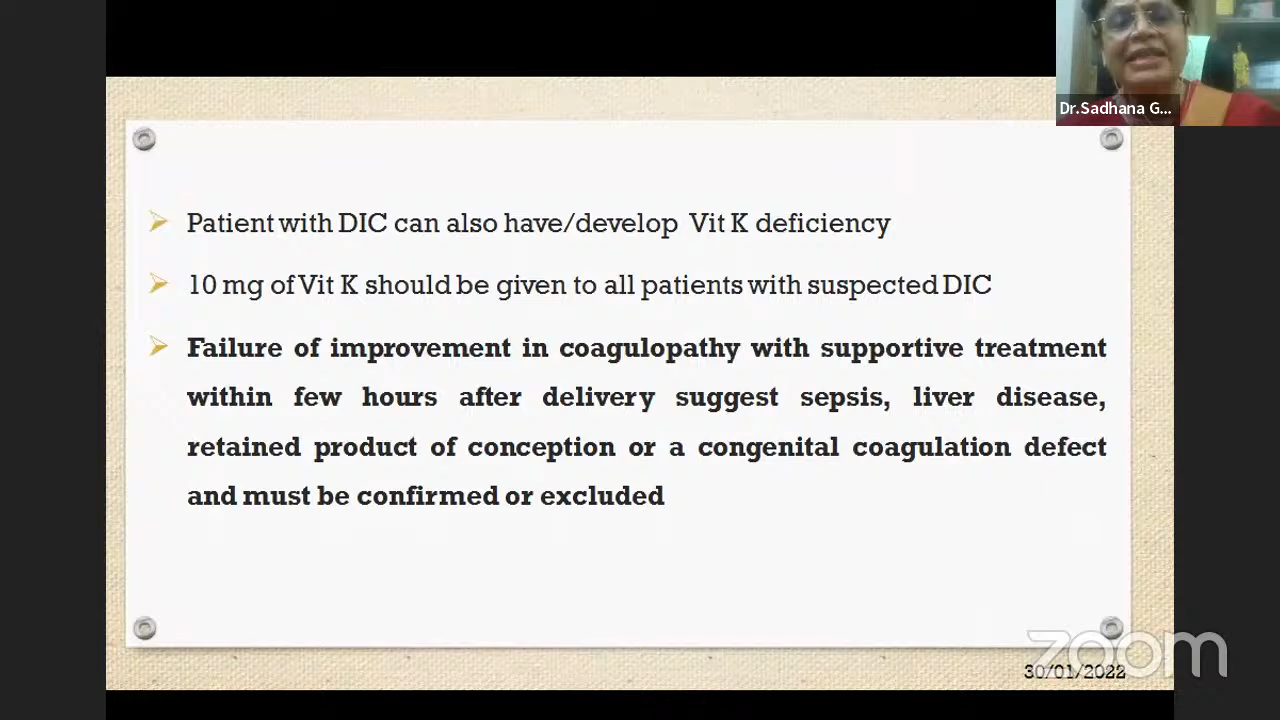 Dr.Sadhana G...
Patient with DIC can also have/develop Vit K deficiency
10 mg of Vit K should be given to all patients with suspected DIC
Failure of improvement in coagulopathy with supportive treatment
within few hours after delivery suggest sepsis, liver disease,
retained product of conception or a congenital coagulation defect
and must be confirmed or excluded
zoom
30/01/2022